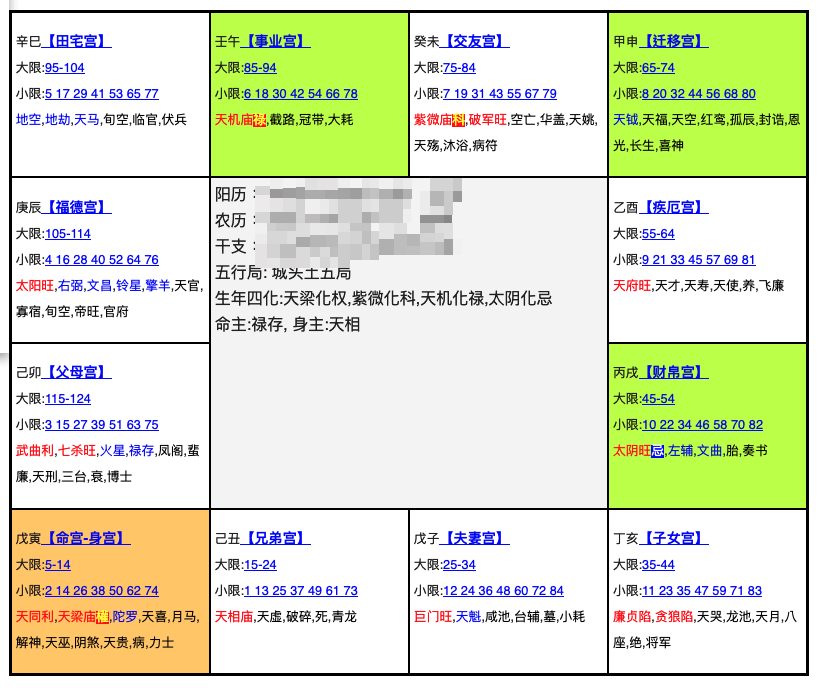 辛巳【田宅宫】
大限:95-104
小限:5 17 29 41 53 65 77
地空,地劫,天马,旬空,临官,伏兵
壬午【事业宫】
大限:85-94
小限:6 18 30 42 54 66 78
天机庙禄,截路,冠带,大耗
癸未【交友宫】
大限:75-84
小限:7 19 31 43 55 67 79
紫微庙科,破军旺,空亡,华盖,天姚,
天殇,沐浴,病符
甲申【迁移宫】
大限:65-74
小限:8 20 32 44 56 68 80
天钺,天福,天空,红鸾,孤辰,封诰,恩
光,长生,喜神
庚辰【福德宫】
大限:105-114
小限:4 16 28 40 52 64 76
太阳旺,右弼,文昌,铃星,擎羊,天官,
寡宿,旬空,帝旺,官府
阳历:
农历:
干支:
五行局: 城头土五局
生年四化:天梁化权,紫微化科,天机化禄,太阴化忌
命主:禄存, 身主:天相
乙酉【疾厄宫】
大限:55-64
小限:9 21 33 45 57 69 81
天府旺,天才,天寿,天使,养,飞廉
己卯【父母宫】
大限:115-124
小限:3 15 27 39 51 63 75
武曲利,七杀旺,火星,禄存,凤阁,蜚
廉,天刑,三台,衰,博士
丙戌【财帛宫】
大限:45-54
小限:10 22 34 46 58 70 82
太阴旺忌,左辅,文曲,胎,奏书
戊寅【命宫-身宫】
大限:5-14
小限:2 14 26 38 50 62 74
天同利,天梁庙权,陀罗,天喜,月马,
解神,天巫,阴煞,天贵,病,力士
己丑【兄弟宫】
大限:15-24
小限:1 13 25 37 49 61 73
天相庙,天虚,破碎,死,青龙
戊子【夫妻宫】
大限:25-34
小限:12 24 36 48 60 72 84
巨门旺,天魁,咸池,台辅,墓,小耗
丁亥【子女宫】
大限:35-44
小限:11 23 35 47 59 71 83
廉贞陷,贪狼陷,天哭,龙池,天月,八
座,绝,将军